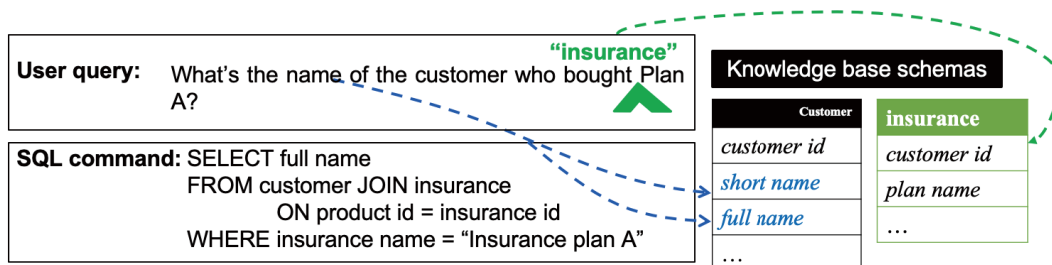 “insurance”
User query: What’s the name of the customer who bought Plan
A?
SQL command: SELECT full name
FROM customer JOIN insurance
ON product id = insurance id
WHERE insurance name = “Insurance plan A”
Knowledge base schemas
Customer
customer id
short name
full name
…
insurance
customer id
plan name
…